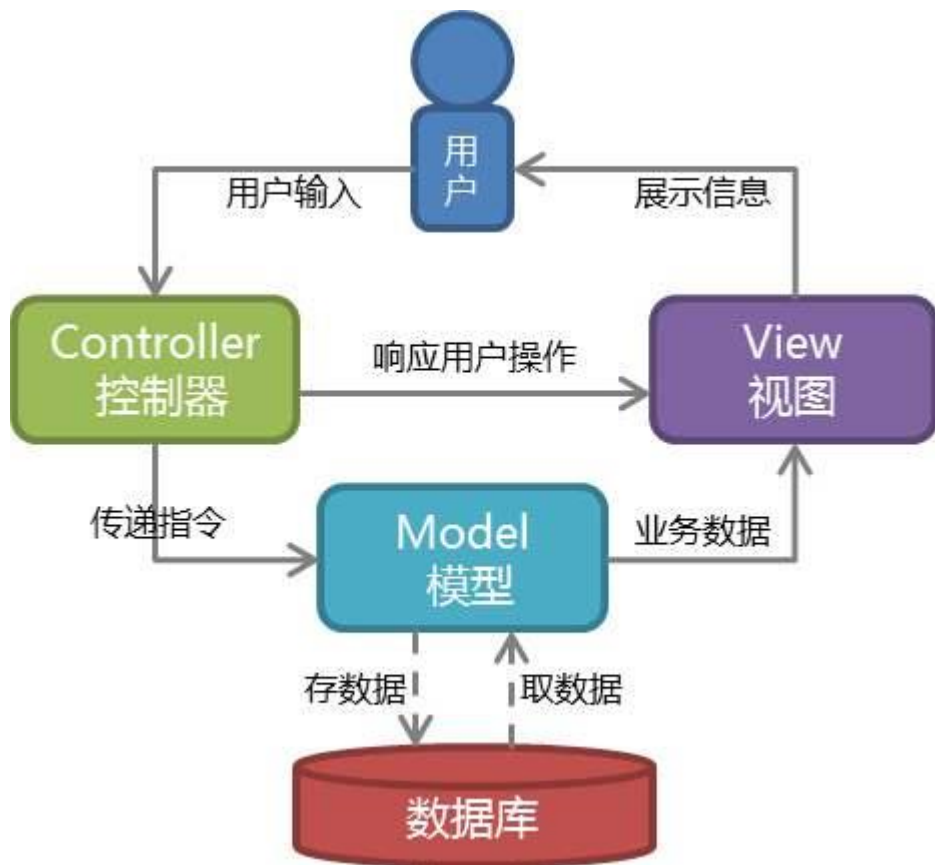 用
户
用户输入
展示信息
Controller
控制器
响应用户操作
View
视图
传递指令
Model
模型
业务数据
存数据
取数据
数据库